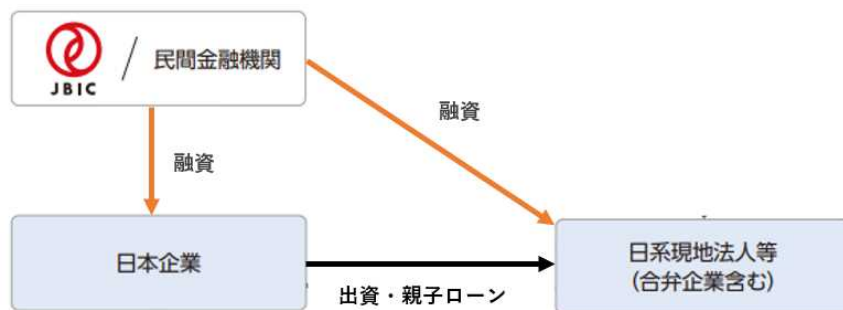 JBIC / 民間金融機関
融資
融資
日本企業
日系現地法人等
(合弁企業含む)
出資・親子ローン